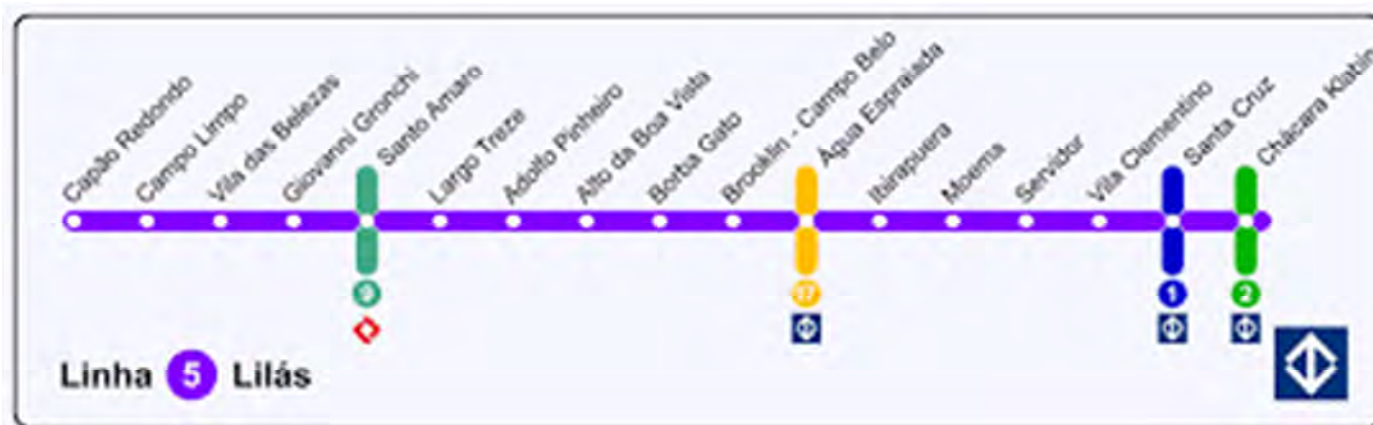 Capão Redondo
Campo Limpo
Vila das Belezas
Giovanni Gronchi
Santo Amaro
Largo Treze
Adolfo Pinheiro
Alto da Boa Vista
Borba Gato
Brooklin - Campo Belo
Água Espraiada
Ibirapuera
Moema
Servidor
Vila Clementino
Santa Cruz
Chácara Klabin
9
17
1
2
Linha 5 Lilás